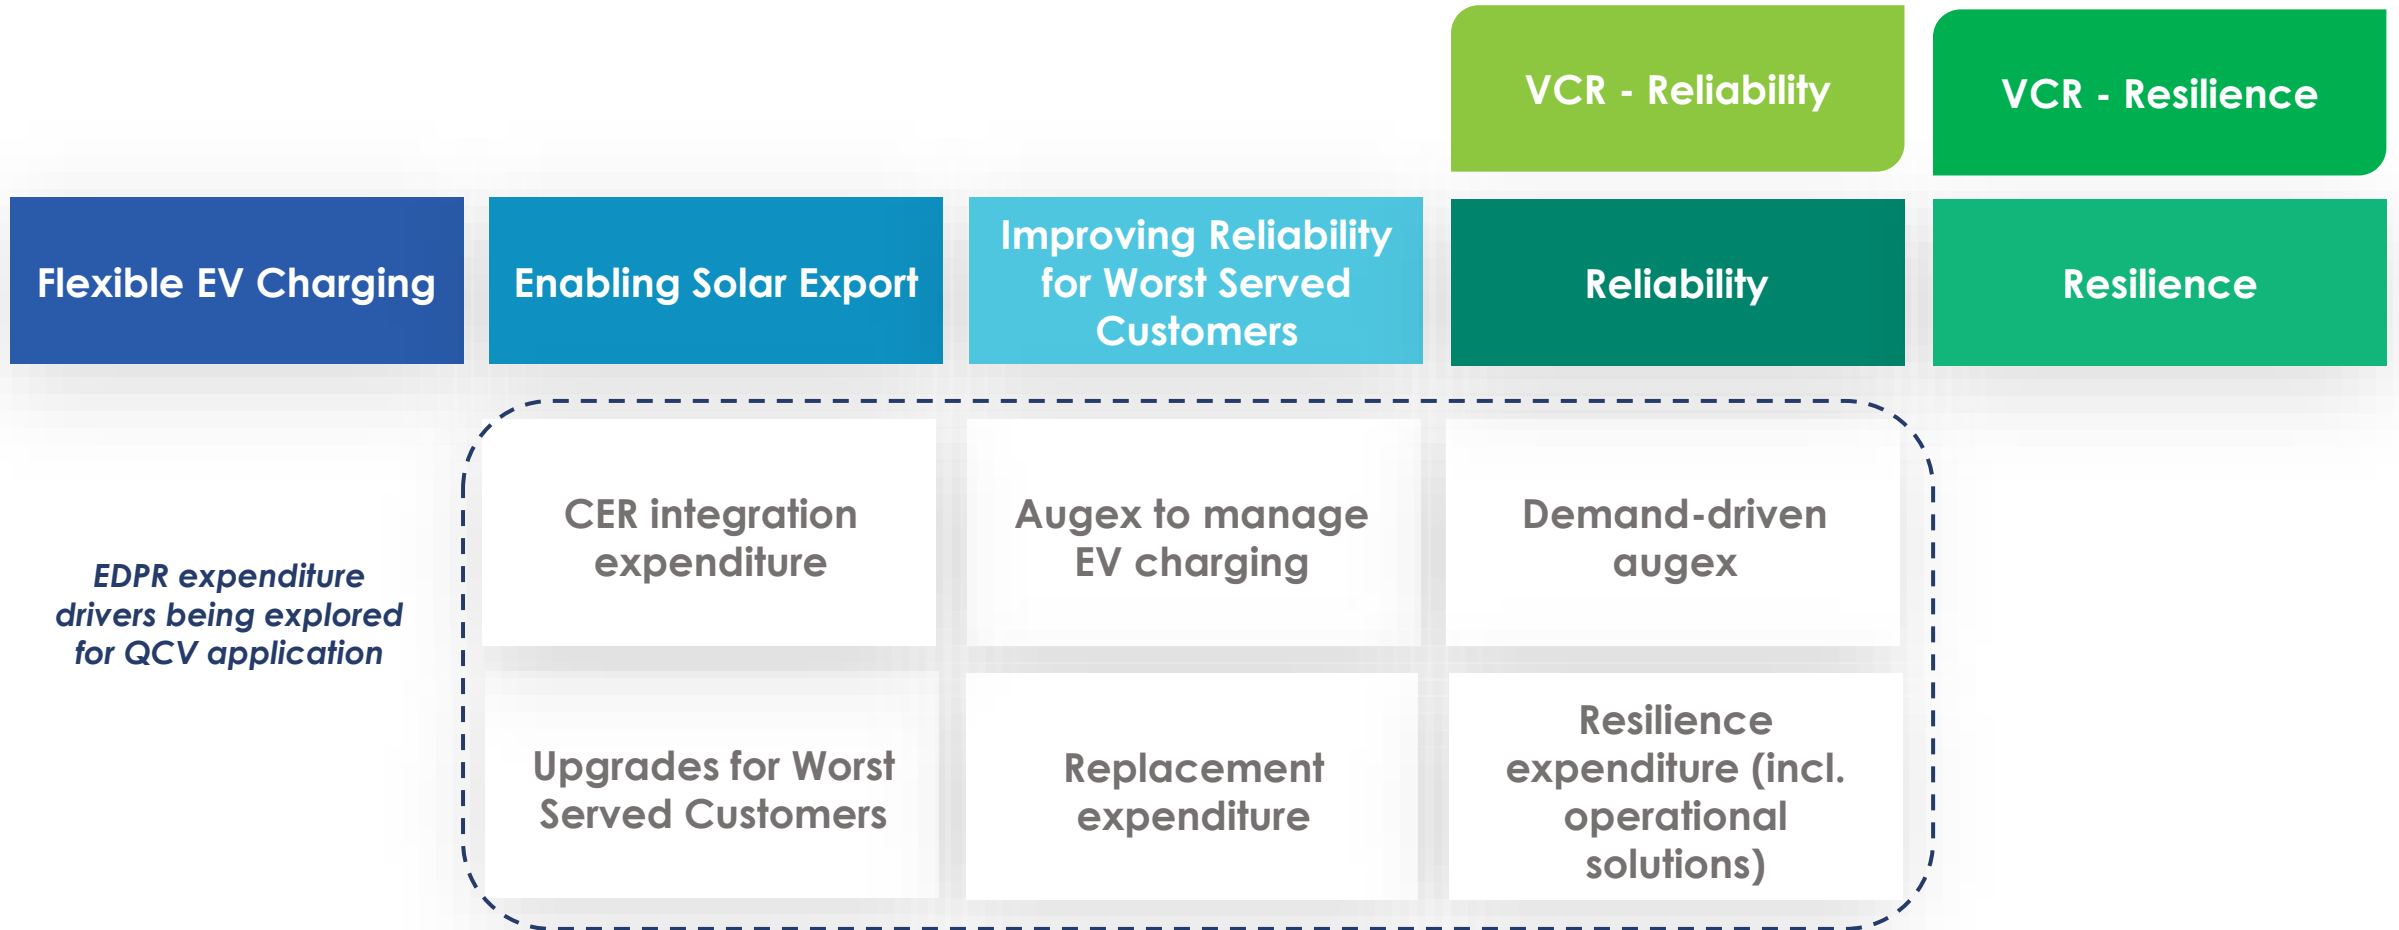 VCR - Reliability
VCR - Resilience
Flexible EV Charging
Enabling Solar Export
Improving Reliability
for Worst Served
Customers
Reliability
Resilience
EDPR expenditure
drivers being explored
for QCV application
CER integration
expenditure
Augex to manage
EV charging
Demand-driven
augex
Upgrades for Worst
Served Customers
Replacement
expenditure
Resilience
expenditure (incl.
operational
solutions)